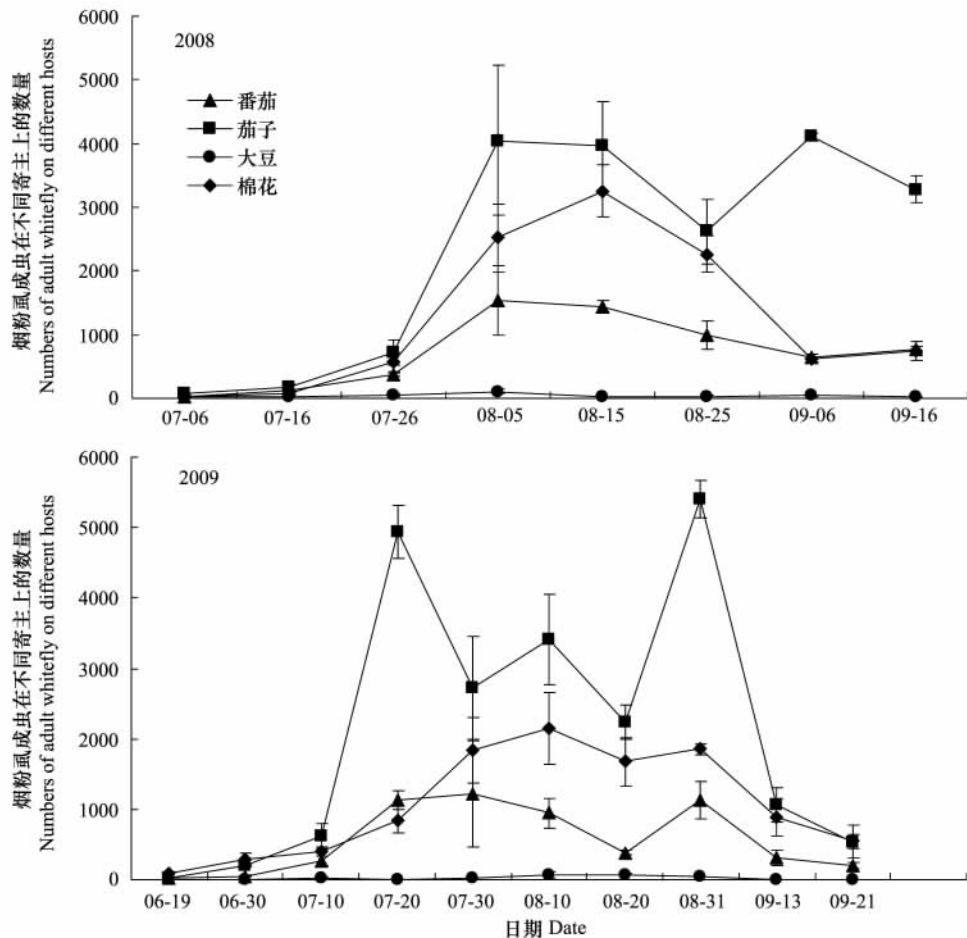 6000
2008
5000
番茄
茄子
大豆
棉花
4000
3000
2000
1000
0
07-06 07-16 07-26 08-05 08-15 08-25 09-06 09-16
烟粉虱成虫在不同寄主上的数量
Numbers of adult whitefly on different hosts
6000
2009
5000
4000
3000
2000
1000
0
06-19 06-30 07-10 07-20 07-30 08-10 08-20 08-31 09-13 09-21
烟粉虱成虫在不同寄主上的数量
Numbers of adult whitefly on different hosts
日期 Date